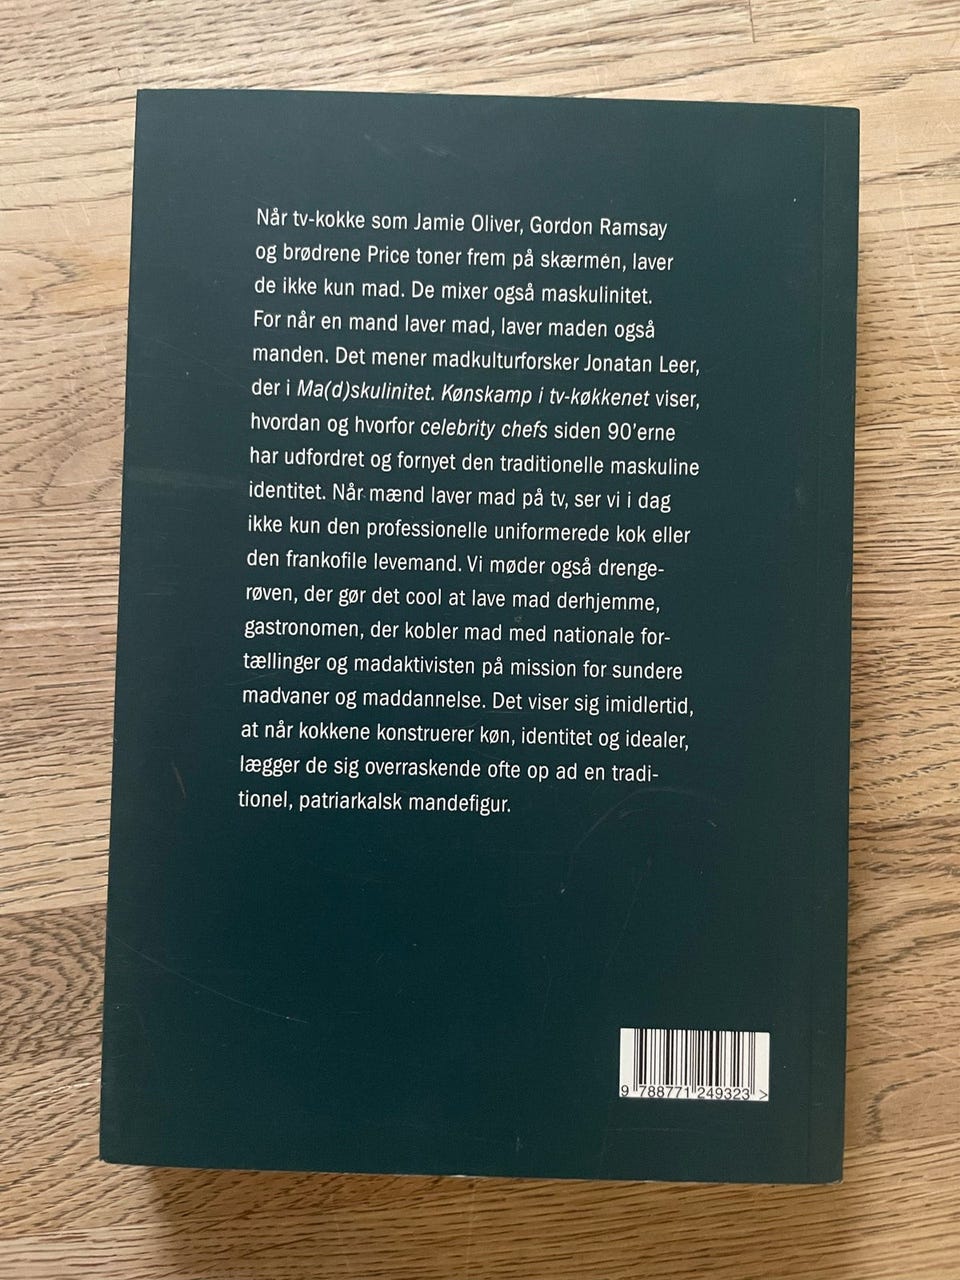 Når tv-kokke som Jamie Oliver, Gordon Ramsay
og brødrene Price toner frem på skærmen, laver
de ikke kun mad. De mixer også maskulinitet.
For når en mand laver mad, laver maden også
manden. Det mener madkulturforsker Jonatan Leer,
der i Ma(d)skulinitet. Kønskamp i tv-køkkenet viser,
hvordan og hvorfor celebrity chefs siden 90'erne
har udfordret og fornyet den traditionelle maskuline
identitet. Når mænd laver mad på tv, ser vi i dag
ikke kun den professionelle uniformerede kok eller
den frankofile levemand. Vi møder også drenge-
røven, der gør det cool at lave mad derhjemme,
gastronomen, der kobler mad med nationale for-
tællinger og madaktivisten på mission for sundere
madvaner og maddannelse. Det viser sig imidlertid,
at når kokkene konstruerer køn, identitet og idealer,
lægger de sig overraskende ofte op ad en tradi-
tionel, patriarkalsk mandefigur.
9 788771 249323 >